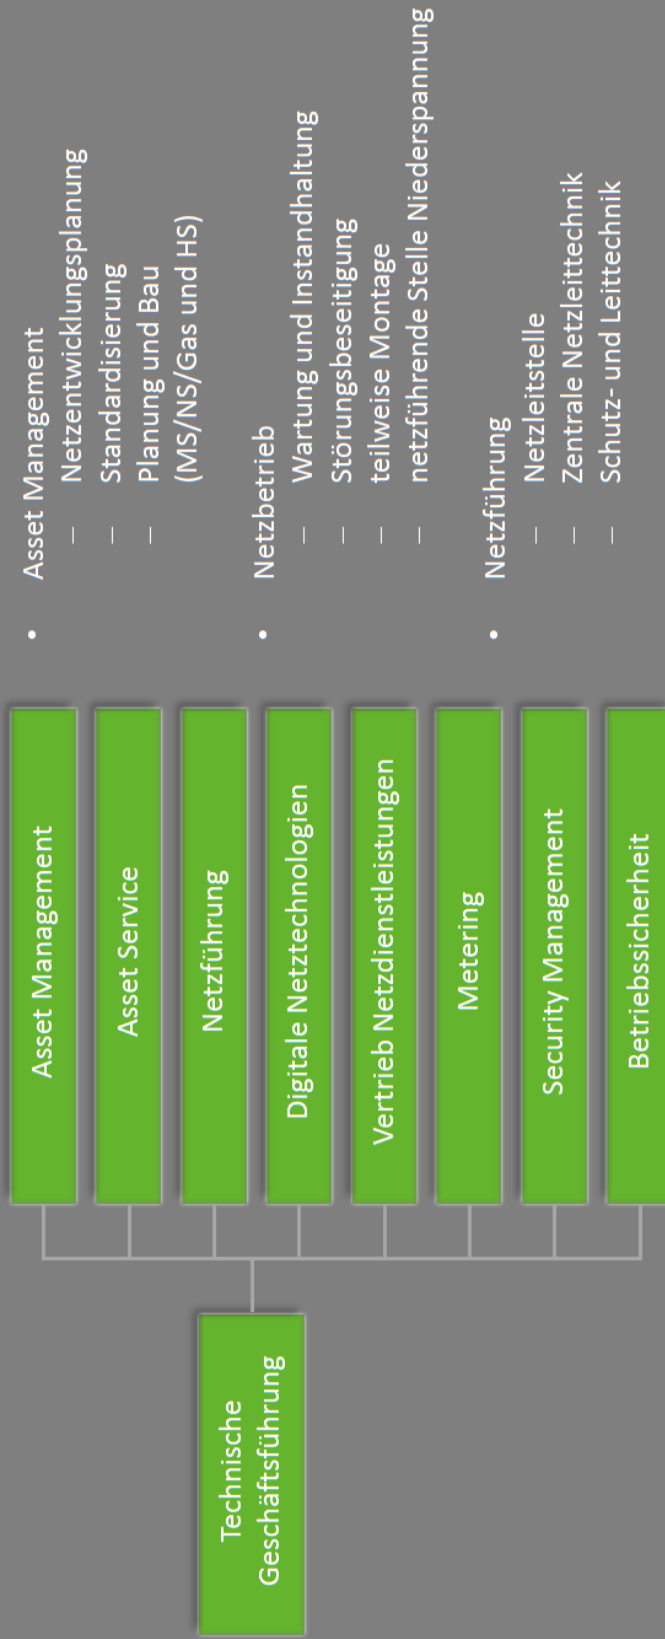 Technische
Geschäftsführung
Asset Management
Asset Service
Netzführung
Digitale Netztechnologien
Vertrieb Netzdienstleistungen
Metering
Security Management
Betriebssicherheit
• Asset Management
– Netzentwicklungsplanung
– Standardisierung
– Planung und Bau
(MS/NS/Gas und HS)
• Netzbetrieb
– Wartung und Instandhaltung
– Störungsbeseitigung
– teilweise Montage
– netzführende Stelle Niederspannung
• Netzführung
– Netzleitstelle
– Zentrale Netzleittechnik
– Schutz- und Leittechnik